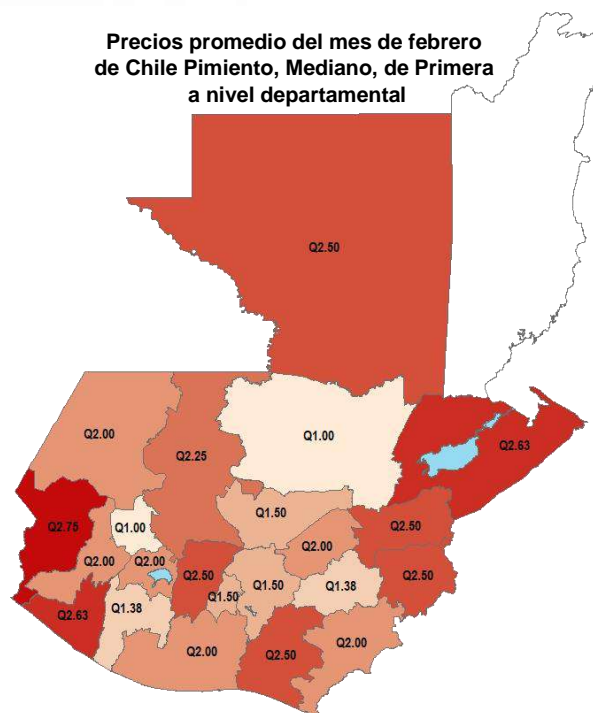 Precios promedio del mes de febrero
de Chile Pimiento, Mediano, de Primera
a nivel departamental
Q2.50
Q2.00
Q2.25
Q1.00
Q2.63
Q2.75
Q1.00
Q1.50
Q2.50
Q2.00
Q2.00
Q2.00
Q2.50
Q1.50
Q1.50
Q1.38
Q2.50
Q2.63
Q1.38
Q2.00
Q2.50
Q2.00